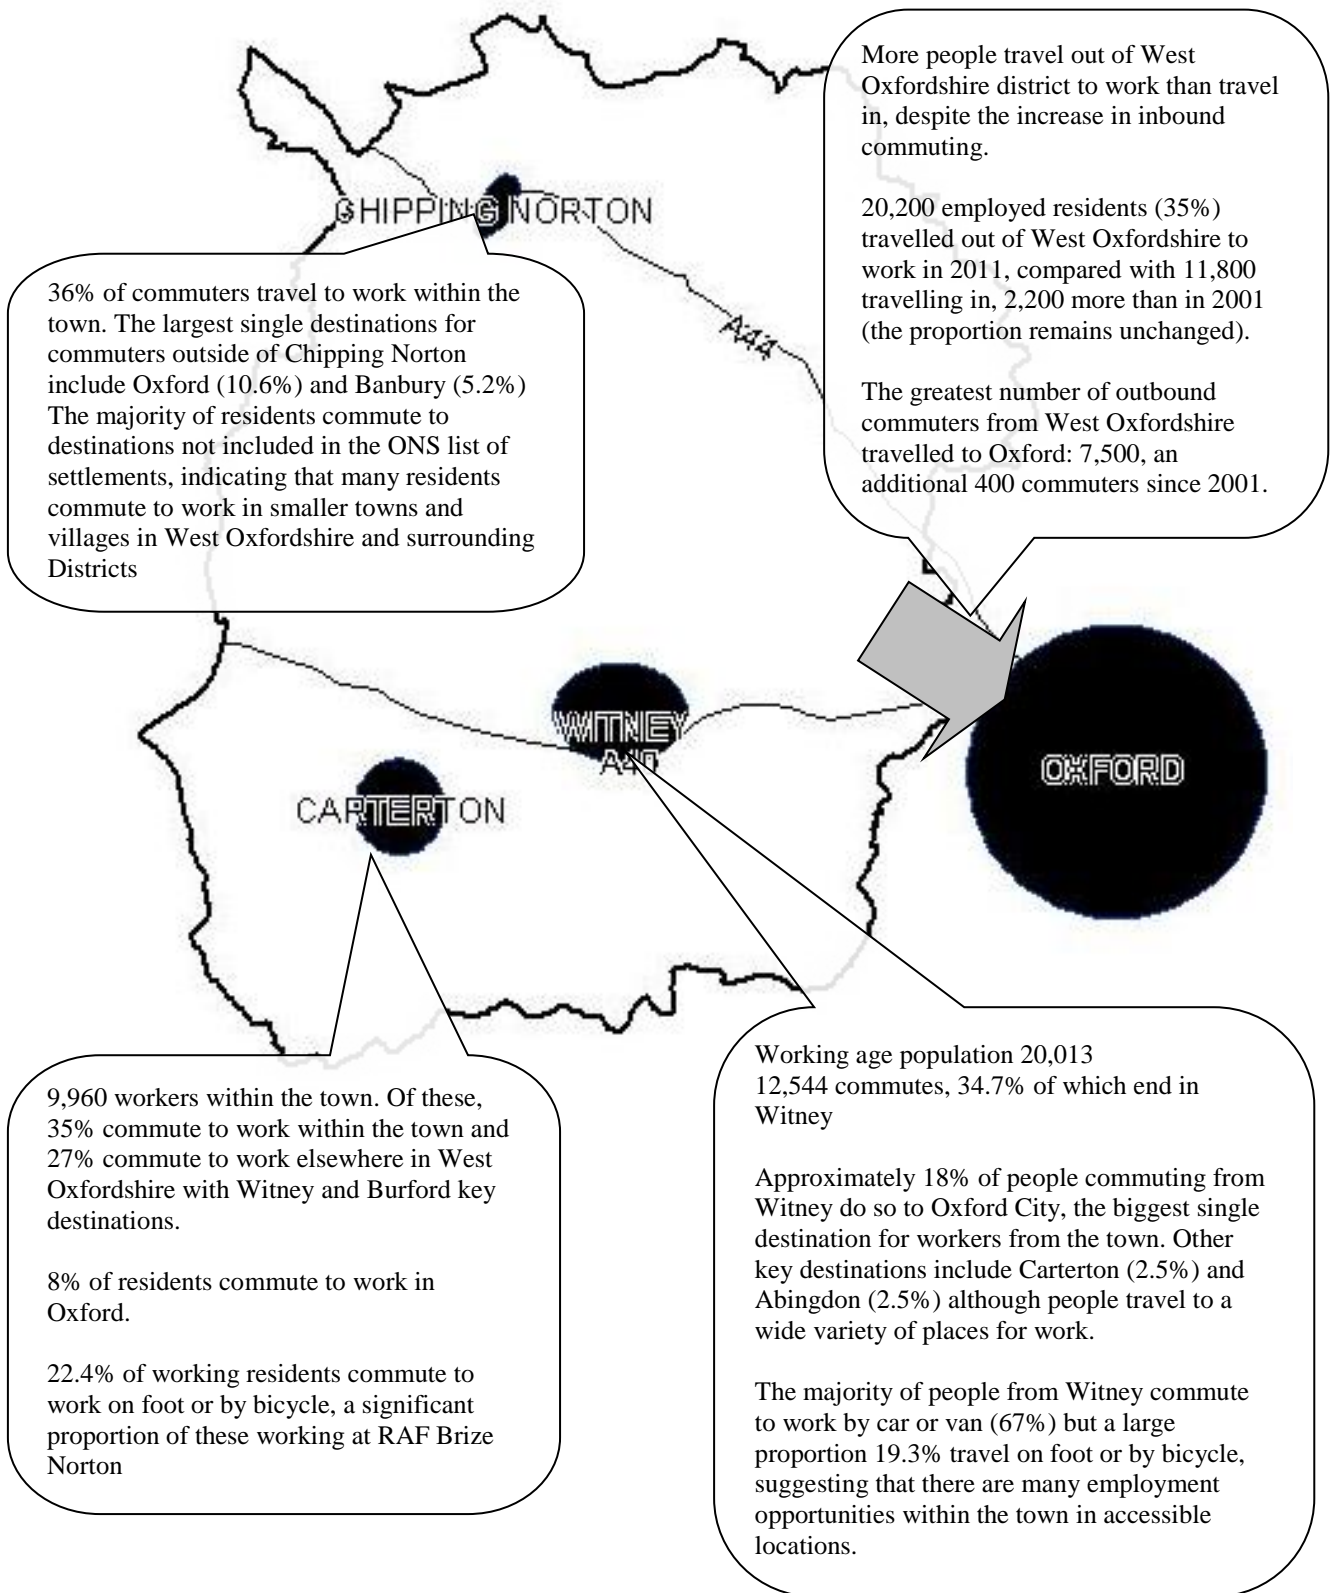 More people travel out of West
Oxfordshire district to work than travel
in, despite the increase in inbound
commuting.
20,200 employed residents (35%)
travelled out of West Oxfordshire to
work in 2011, compared with 11,800
travelling in, 2,200 more than in 2001
(the proportion remains unchanged).
The greatest number of outbound
commuters from West Oxfordshire
travelled to Oxford: 7,500, an
additional 400 commuters since 2001.
CHIPPING NORTON
36% of commuters travel to work within the
town. The largest single destinations for
commuters outside of Chipping Norton
include Oxford (10.6%) and Banbury (5.2%)
The majority of residents commute to
destinations not included in the ONS list of
settlements, indicating that many residents
commute to work in smaller towns and
villages in West Oxfordshire and surrounding
Districts
A44
WITNEY
A40
OXFORD
CARTERTON
9,960 workers within the town. Of these,
35% commute to work within the town and
27% commute to work elsewhere in West
Oxfordshire with Witney and Burford key
destinations.
8% of residents commute to work in
Oxford.
22.4% of working residents commute to
work on foot or by bicycle, a significant
proportion of these working at RAF Brize
Norton
Working age population 20,013
12,544 commutes, 34.7% of which end in
Witney
Approximately 18% of people commuting from
Witney do so to Oxford City, the biggest single
destination for workers from the town. Other
key destinations include Carterton (2.5%) and
Abingdon (2.5%) although people travel to a
wide variety of places for work.
The majority of people from Witney commute
to work by car or van (67%) but a large
proportion 19.3% travel on foot or by bicycle,
suggesting that there are many employment
opportunities within the town in accessible
locations.